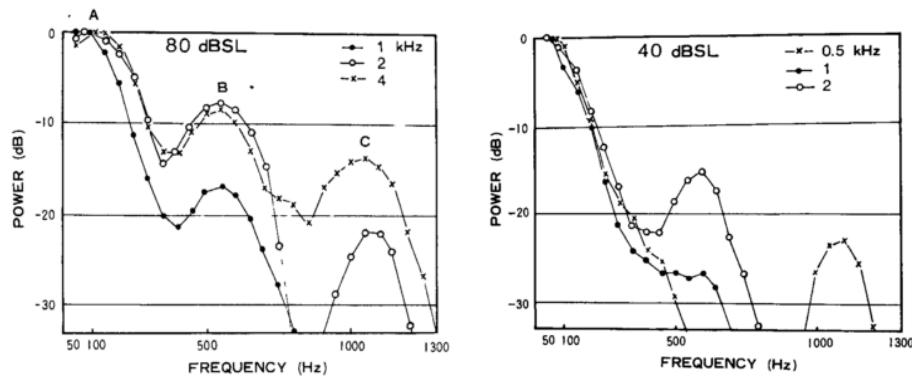 A
80 dBSL
1 kHz
2
4
B
C
0
-10
-20
-30
POWER (dB)
50 100 500 1000 1300
FREQUENCY (Hz)
40 dBSL
0.5 kHz
1
2
0
-10
-20
-30
POWER (dB)
50 100 500 1000 1300
FREQUENCY (Hz)